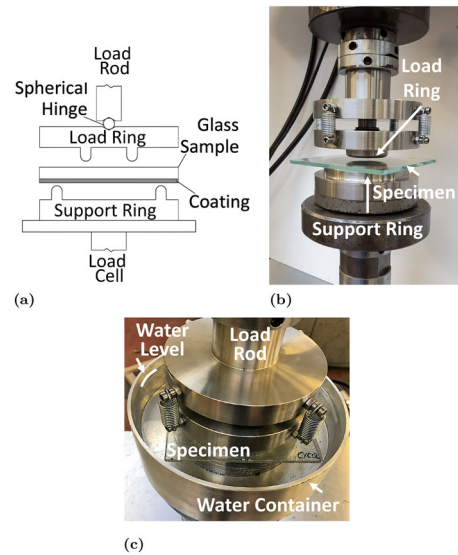 Load
Rod
Spherical
Hinge
Load Ring
Glass
Sample
Coating
Support Ring
Load
Cell
(a)
Load
Ring
Specimen
Support Ring
(b)
Water
Level
Load
Rod
Specimen
Water Container
(c)